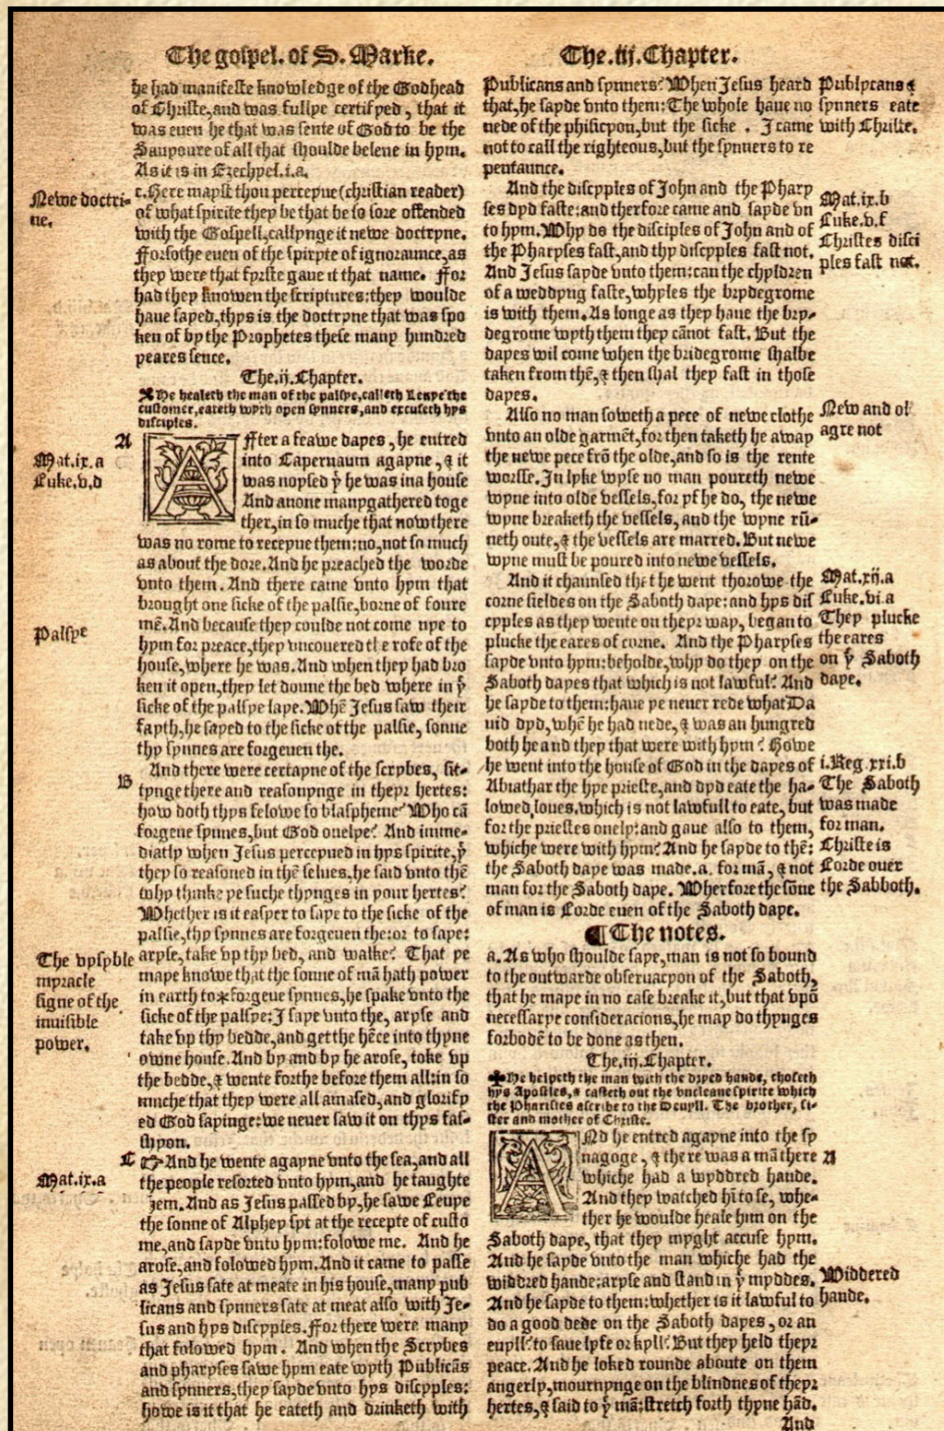 The gospel. of S. Marke.
he had manifeste knowledge of the Godhead
of Christe, and was fullye certifyed, that it
was euen he that was sente of God to be the
Sauyoure of all that shoulde beleue in hym.
As it is in Ezechyel.i.a.
Newe doctri-
ne.
c. Here mayst thou perceyue (christian reader)
of what spirite they be that be so sore offended
with the Gospell, callynge it newe doctryne.
Fforsothe euen of the spiryte of ignoraunce, as
they were that fyrste gaue it that name. Ffor
had they knowen the scriptures: they woulde
haue sayed, thys is the doctryne that was spo
ken of by the Prophetes these many hundred
yeares sence.
The.ij.Chapter.
He healeth the man of the palsye, calleth Leuye the
customer, eateth wyth open synners, and excuseth hys
disciples.
A
Mat.ix.a
Luke.v.d
Affter a feawe dayes, he entred
into Capernaum agayne, & it
was noysed yͭ he was in a house
And anone many gathered toge
ther, in so muche that now there
was no rome to receyue them: no, not so much
as about the dore. And he preached the worde
vnto them. And there came vnto hym that
brought one sicke of the palsie, borne of foure
mē. And because they coulde not come nye to
Palsye
hym for preace, they vncouered the rofe of the
house, where he was. And when they had bro
ken it open, they let doune the bed where in yͤ
sicke of the palsye laye. Whē Jesus saw their
fayth, he sayed to the sicke of the palsie, sonne
thy synnes are forgeuen the.
B
And there were certayne of the scrybes, sit-
tynge there and reasonynge in theyr hertes:
how doth thys felowe so blaspheme? Who cā
forgeue synnes, but God onelye? And imme-
diatly when Jesus perceyued in hys spirite, yͭ
they so reasoned in thē selues, he said vnto thē
why thinke ye suche thynges in your hertes?
Whether is it easyer to saye to the sicke of the
palsie, thy synnes are forgeuen the: or to saye:
The vysyble
myracle
signe of the
inuisible
power.
aryse, take vp thy bed, and walke? That ye
maye knowe that the sonne of mā hath power
in earth to*forgeue synnes, he spake vnto the
sicke of the palsye: I saye vnto the, aryse and
take vp thy bedde, and get the hēce into thyne
owne house. And by and by he arose, toke vp
the bedde, & wente forthe before them all: in so
muche that they were all amased, and glorify
ed God sayinge: we neuer saw it on thys fas-
shyon.
C
Mat.ix.a
☞ And he wente agayne vnto the sea, and all
the people resorted vnto hym, and he taughte
hem. And as Jesus passed by, he sawe Leuye
the sonne of Alphey syt at the recepte of custo
me, and sayde vnto hym: folowe me. And he
arose, and folowed hym. And it came to passe
as Jesus sate at meate in his house, many pub
licans and synners sate at meat also with Je-
sus and hys discyples. Ffor there were many
that folowed hym. And when the Scrybes
and pharyses sawe hym eate wyth Publicās
and synners, they sayde vnto hys discyples:
howe is it that he eateth and drinketh with
The.iij.Chapter.
Publicans and synners? When Jesus heard
that, he sayde vnto them: The whole haue no
nede of the phisicyon, but the sicke. I came
not to call the righteous, but the synners to re
pentaunce.
Publycans &
synners eate
with Christe.
And the discyples of John and the Phary
ses dyd faste: and therfore came and sayde vn
to hym. Why do the disciples of John and of
the Pharyses fast, and thy discyples fast not.
And Jesus sayde vnto them: can the chyldren
of a weddyng faste, whyles the brydegrome
is with them. As longe as they haue the bry-
degrome wyth them they cānot fast. But the
dayes wil come when the bridegrome shalbe
taken from thē, & then shal they fast in those
dayes.
Mat.ix.b
Luke.v.f
Christes disci
ples fast not.
Also no man soweth a pece of newe clothe
vnto an olde garmēt, for then taketh he away
the newe pece frō the olde, and so is the rente
worsse. In lyke wyse no man poureth newe
wyne into olde vessels, for yf he do, the newe
wyne breaketh the vessels, and the wyne rū-
neth oute, & the vessels are marred. But newe
wyne must be poured into newe vessels.
New and ol
agre not
And it chaunsed that he went thorowe the
corne fieldes on the Saboth daye: and hys dis
cyples as they wente on theyr way, began to
plucke the eares of corne. And the Pharyses
sayde vnto hym: beholde, why do they on the
Saboth dayes that which is not lawful? And
he sayde to them: haue ye neuer rede what Da
uid dyd, whē he had nede, & was an hungred
both he and they that were with hym? Howe
he went into the house of God in the dayes of
Abiathar the hye prieste, and dyd eate the ha-
lowed loues, which is not lawfull to eate, but
for the priestes onely: and gaue also to them,
whiche were with hym? And he sayde to thē:
the Saboth daye was made.a. for mā, & not
man for the Saboth daye. Wherfore the sōne
of man is Lorde euen of the Saboth daye.
Mat.xij.a
Luke.vi.a
They plucke
the eares
on yͤ Saboth
daye.
i.Reg.xxi.b
The Saboth
was made
for man.
Christe is
Lorde ouer
the Sabboth.
¶The notes.
a. As who shoulde saye, man is not so bound
to the outwarde obseruacyon of the Saboth,
that he maye in no case breake it, but that vpō
necessarye consideracions, he may do thynges
forbodē to be done as then.
The.iij.Chapter.
✚He helpeth the man with the dryed hande, choseth
hys Apostles, & casteth out the vncleane spirite which
the Pharisies ascribe to the Deuyll. The brother, si-
ster and mother of Christe.
A
ANd he entred agayne into the sy
nagoge, & there was a mā there
whiche had a wyddred hande.
And they watched hī to se, whe-
ther he woulde heale him on the
Saboth daye, that they myght accuse hym.
And he sayde vnto the man whiche had the
widdred hande: aryse and stand in yͤ myddes.
And he sayde to them: whether is it lawful to
do a good dede on the Saboth dayes, or an
euyll? to saue lyfe or kyll? But they held theyr
peace. And he loked rounde aboute on them
angerly, mournynge on the blindnes of theyr
hertes, & said to yͤ mā: stretch forth thyne hād.
And
Widdered
hande.